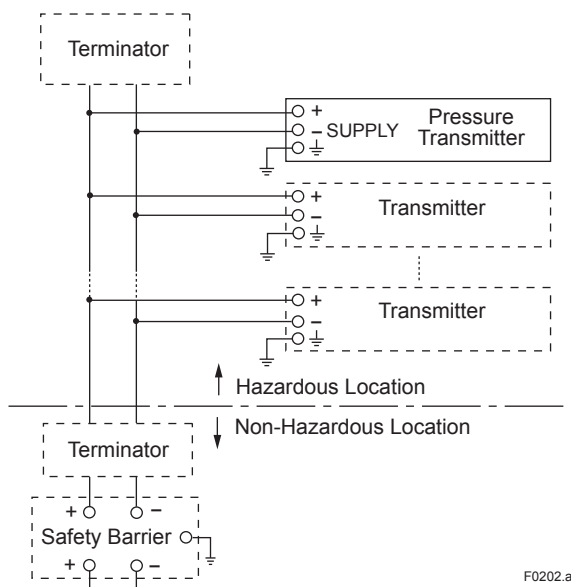 Terminator
+
– SUPPLY
Pressure
Transmitter
+
–
Transmitter
+
–
Transmitter
Hazardous Location
Non-Hazardous Location
Terminator
+ –
Safety Barrier
+ –
F0202.a